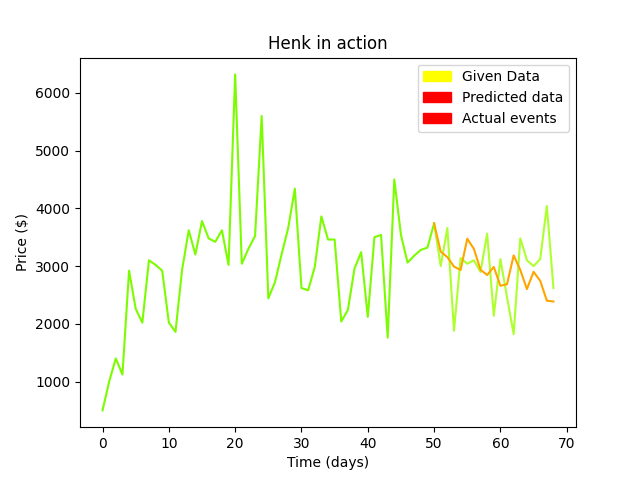 Henk in action
Given Data
Predicted data
Actual events
6000
5000
4000
3000
2000
1000
Price ($)
0 10 20 30 40 50 60 70
Time (days)